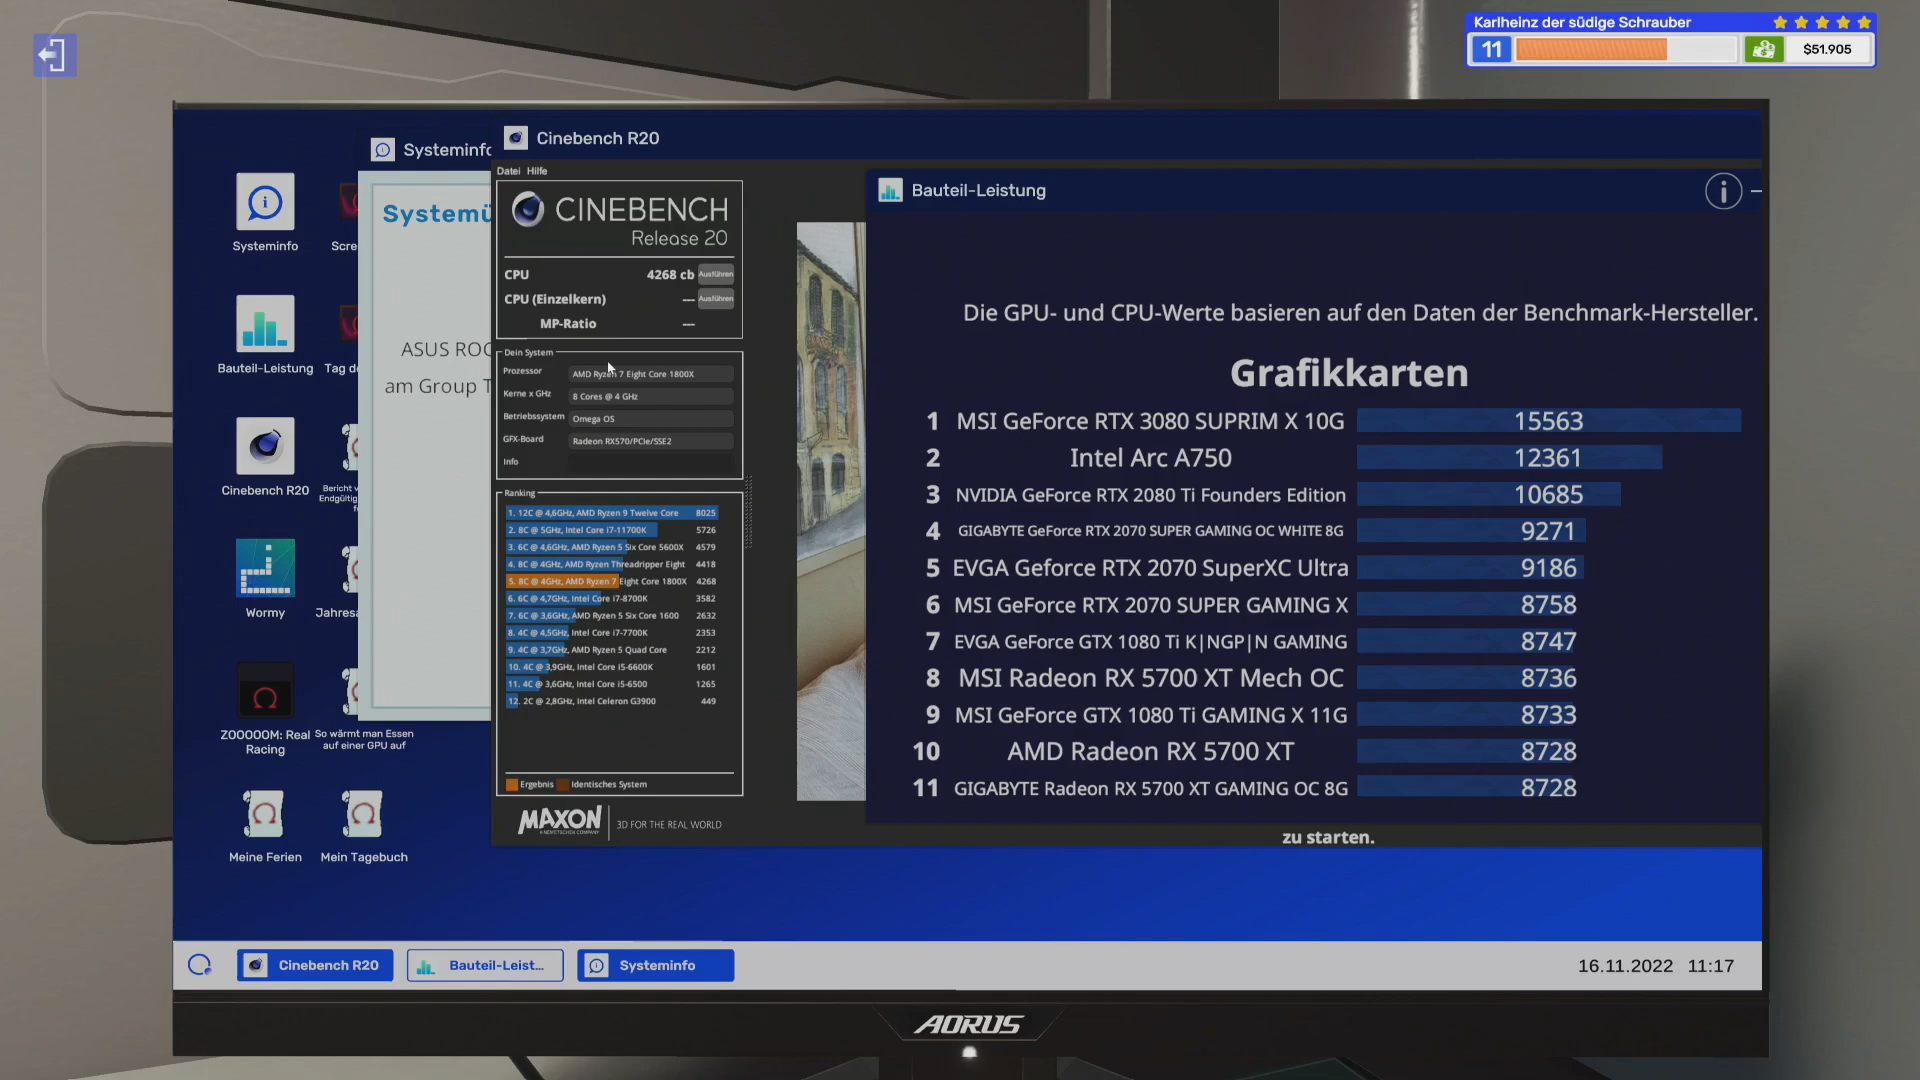 Karlheinz der südige Schrauber
11
$51.905
Systeminfo
Cinebench R20
Datei Hilfe
CINEBENCH
Release 20
CPU 4268 cb Ausführen
CPU (Einzelkern) --- Ausführen
MP-Ratio ---
Dein System
Prozessor AMD Ryzen 7 Eight Core 1800X
Kerne x GHz 8 Cores @ 4 GHz
Betriebssystem Omega OS
GFX-Board Radeon RX570/PCIe/SSE2
Info
Ranking
1. 12C @ 4,6GHz, AMD Ryzen 9 Twelve Core 8025
2. 8C @ 5GHz, Intel Core i7-11700K 5726
3. 6C @ 4,6GHz, AMD Ryzen 5 Six Core 5600X 4579
4. 8C @ 4GHz, AMD Ryzen Threadripper Eight 4418
5. 8C @ 4GHz, AMD Ryzen 7 Eight Core 1800X 4268
6. 6C @ 4,7GHz, Intel Core i7-8700K 3582
7. 6C @ 3,6GHz, AMD Ryzen 5 Six Core 1600 2632
8. 4C @ 4,5GHz, Intel Core i7-7700K 2353
9. 4C @ 3,7GHz, AMD Ryzen 5 Quad Core 2212
10. 4C @ 3,9GHz, Intel Core i5-6600K 1601
11. 4C @ 3,6GHz, Intel Core i5-6500 1265
12. 2C @ 2,8GHz, Intel Celeron G3900 449
Ergebnis Identisches System
MAXON
A NEMETSCHEK COMPANY
3D FOR THE REAL WORLD
Bauteil-Leistung
Die GPU- und CPU-Werte basieren auf den Daten der Benchmark-Hersteller.
Grafikkarten
1 MSI GeForce RTX 3080 SUPRIM X 10G 15563
2 Intel Arc A750 12361
3 NVIDIA GeForce RTX 2080 Ti Founders Edition 10685
4 GIGABYTE GeForce RTX 2070 SUPER GAMING OC WHITE 8G 9271
5 EVGA Geforce RTX 2070 SuperXC Ultra 9186
6 MSI GeForce RTX 2070 SUPER GAMING X 8758
7 EVGA GeForce GTX 1080 Ti K|NGP|N GAMING 8747
8 MSI Radeon RX 5700 XT Mech OC 8736
9 MSI GeForce GTX 1080 Ti GAMING X 11G 8733
10 AMD Radeon RX 5700 XT 8728
11 GIGABYTE Radeon RX 5700 XT GAMING OC 8G 8728
zu starten.
Systemü
ASUS ROG
am Group T
Systeminfo
Scre
Bauteil-Leistung
Tag de
Cinebench R20
Bericht v
Endgültig
Wormy
Jahresa
ZOOOOOM: Real
Racing
So wärmt man Essen
auf einer GPU auf
Meine Ferien
Mein Tagebuch
Cinebench R20
Bauteil-Leist...
Systeminfo
16.11.2022 11:17
AORUS